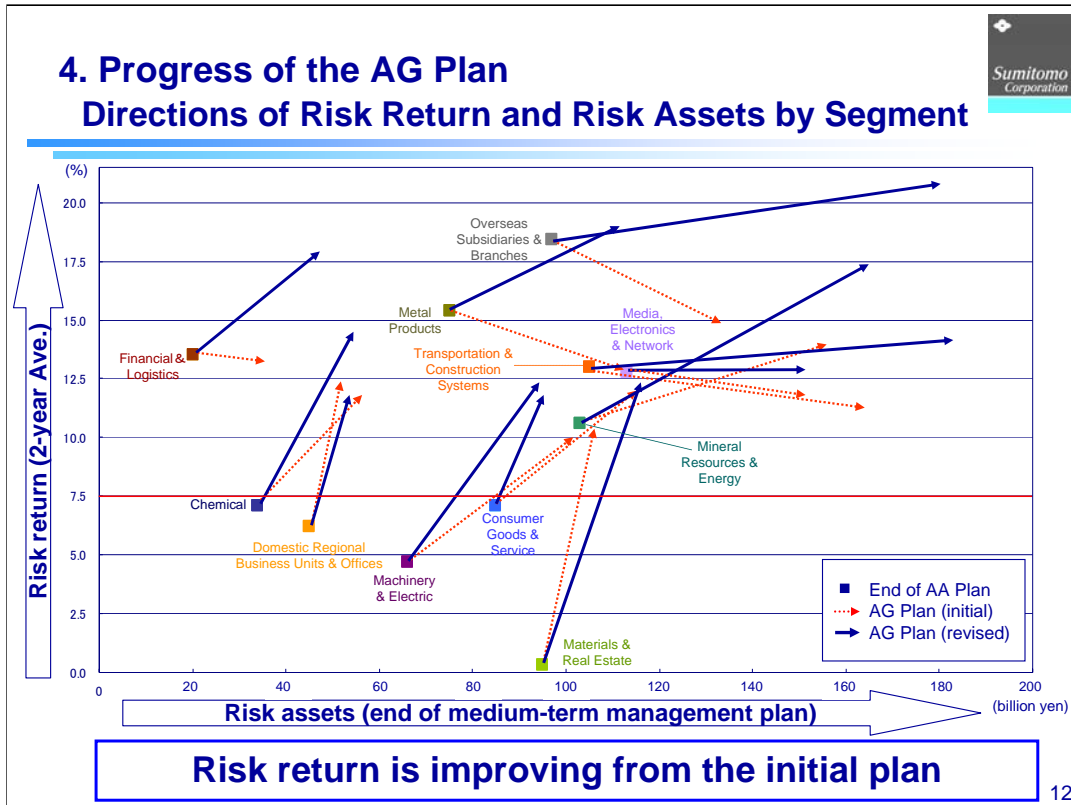 4. Progress of the AG Plan
Directions of Risk Return and Risk Assets by Segment
Sumitomo
Corporation
(%)
20.0
17.5
15.0
12.5
10.0
7.5
5.0
2.5
0.0
Risk return (2-year Ave.)
Overseas
Subsidiaries &
Branches
Metal
Products
Media,
Electronics
& Network
Financial &
Logistics
Transportation &
Construction
Systems
Mineral
Resources &
Energy
Chemical
Domestic Regional
Business Units & Offices
Consumer
Goods &
Service
Machinery
& Electric
Materials &
Real Estate
End of AA Plan
AG Plan (initial)
AG Plan (revised)
0
20
40
60
80
100
120
140
160
180
200
Risk assets (end of medium-term management plan)
(billion yen)
Risk return is improving from the initial plan
12